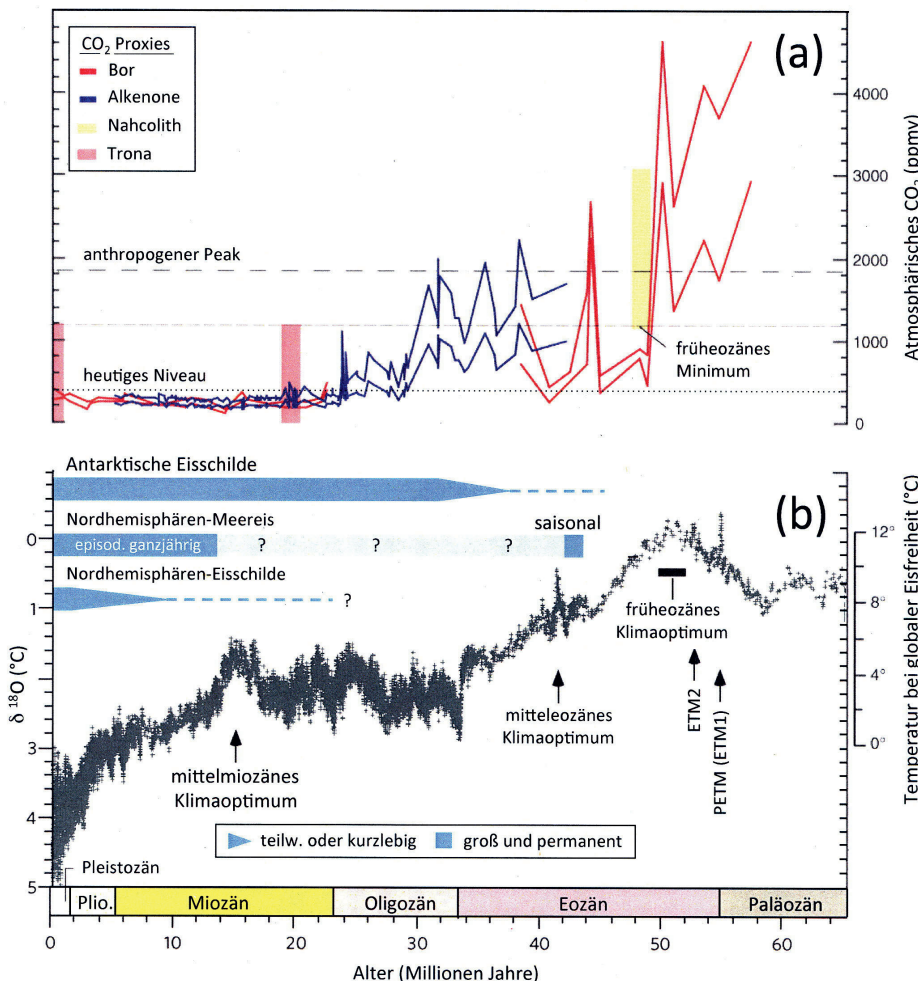 CO₂ Proxies
Bor
Alkenone
Nahcolith
Trona
(a)
anthropogener Peak
heutiges Niveau
früheozänes
Minimum
4000
3000
2000
1000
0
Atmosphärisches CO₂ (ppmv)
Antarktische Eisschilde
(b)
Nordhemisphären-Meereis
saisonal
episod. ganzjährig
?
?
?
Nordhemisphären-Eisschilde
?
früheozänes
Klimaoptimum
mitteleozänes
Klimaoptimum
mittelmiozänes
Klimaoptimum
ETM2
PETM (ETM1)
0
1
2
3
4
5
δ ¹⁸O (°C)
12°
8°
4°
0°
Temperatur bei globaler Eisfreiheit (°C)
teilw. oder kurzlebig
groß und permanent
Pleistozän
Plio.
Miozän
Oligozän
Eozän
Paläozän
0
10
20
30
40
50
60
Alter (Millionen Jahre)